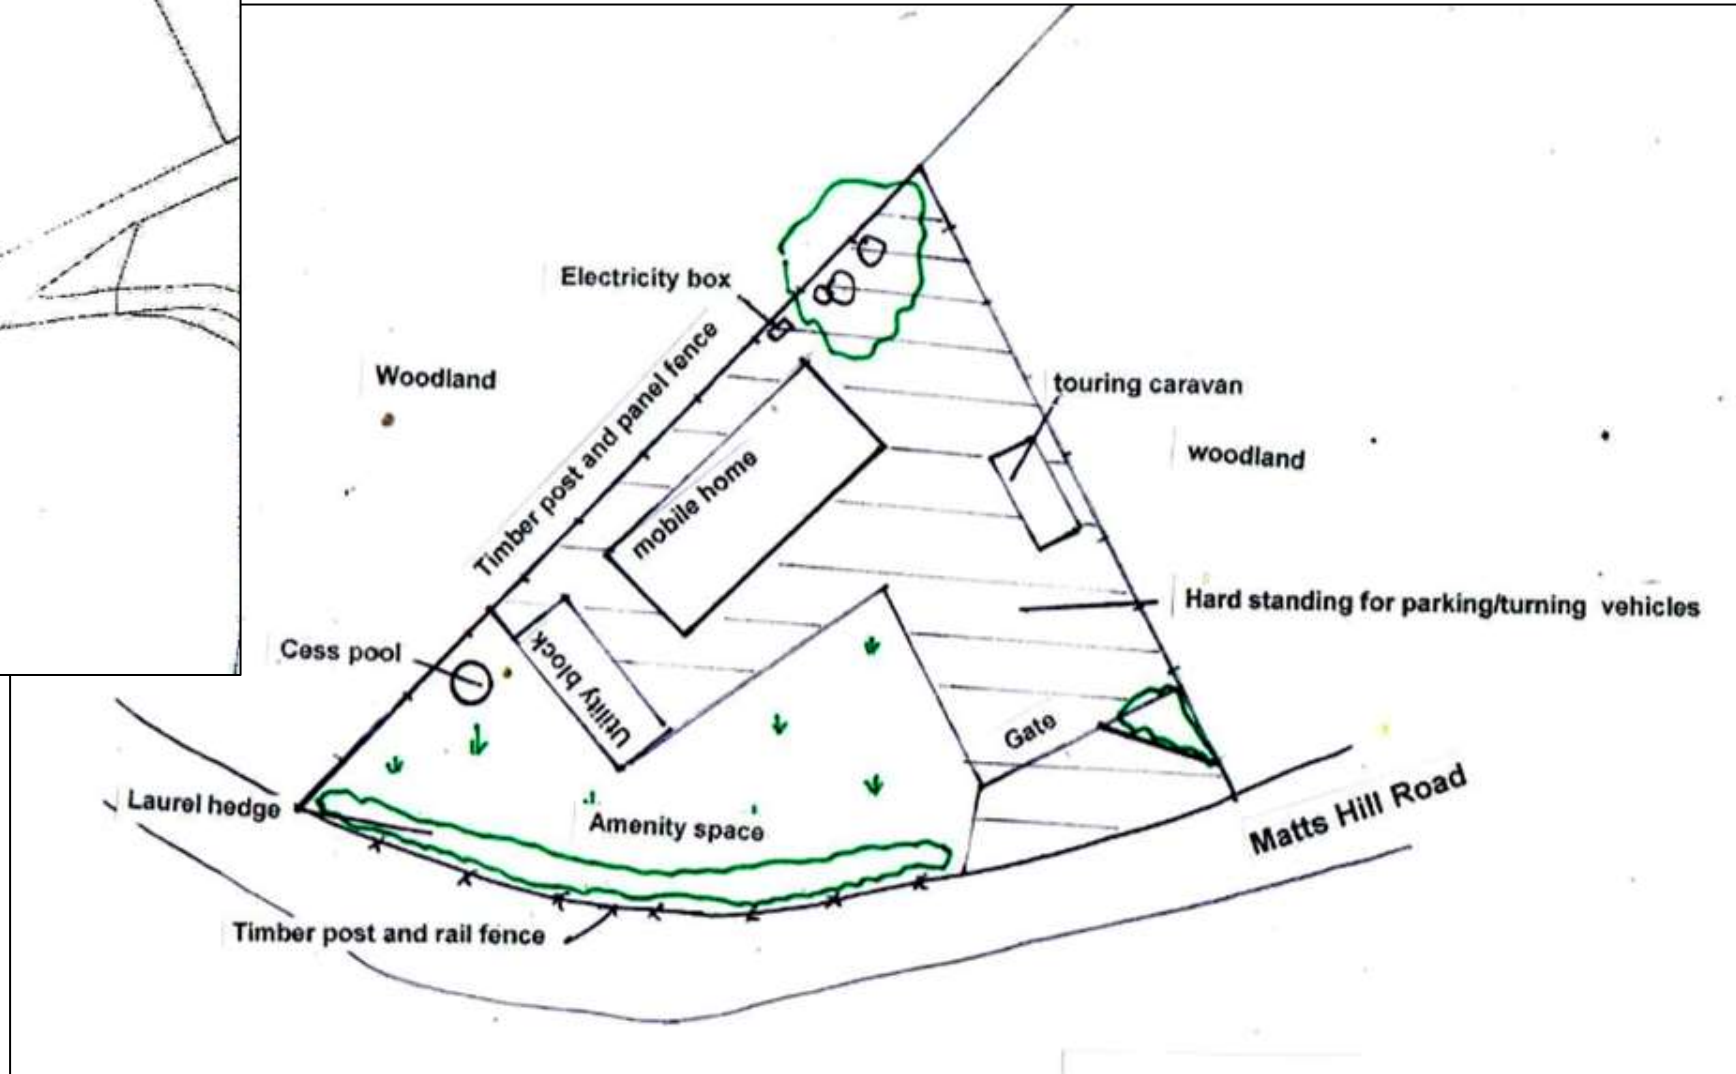 Electricity box
Timber post and panel fence
Woodland
touring caravan
woodland
mobile home
Hard standing for parking/turning vehicles
Cess pool
Utility block
Gate
Laurel hedge
Amenity space
Matts Hill Road
Timber post and rail fence